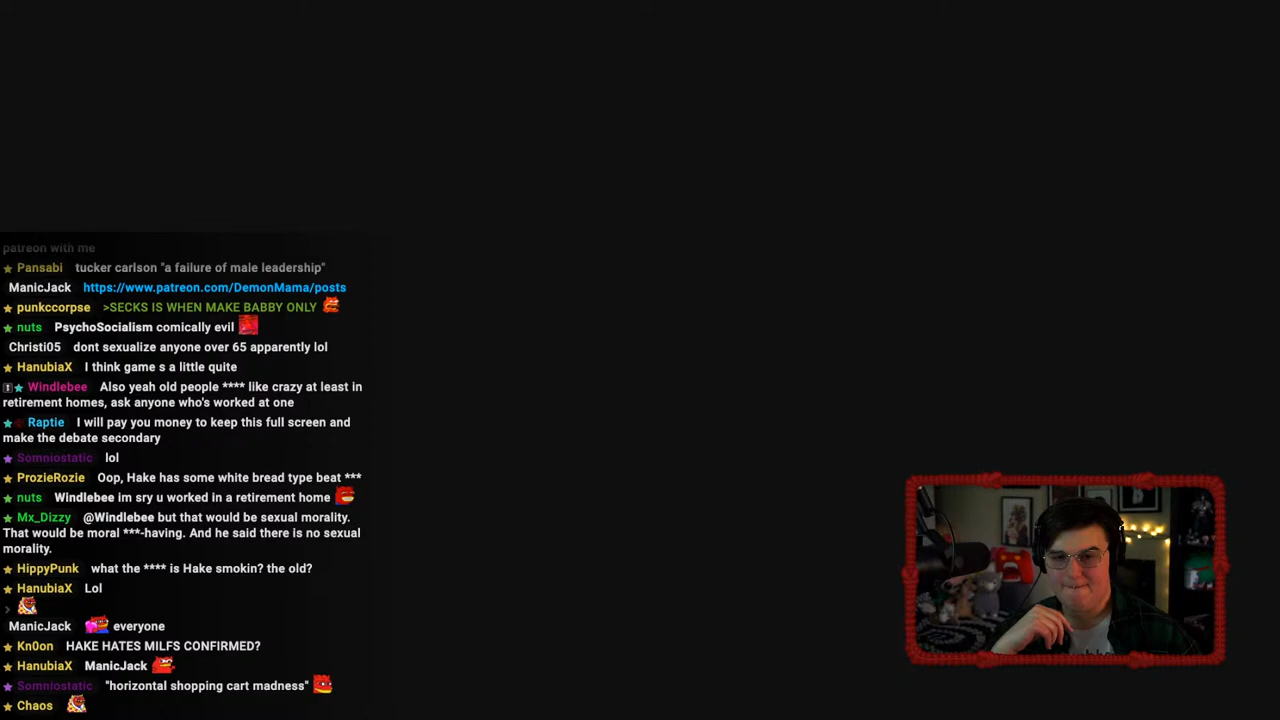 patreon with me
Pansabi tucker carlson "a failure of male leadership"
ManicJack https://www.patreon.com/DemonMama/posts
punkccorpse >SECKS IS WHEN MAKE BABBY ONLY
nuts PsychoSocialism comically evil
Christi05 dont sexualize anyone over 65 apparently lol
HanubiaX I think game s a little quite
Windlebee Also yeah old people **** like crazy at least in
retirement homes, ask anyone who's worked at one
Raptie I will pay you money to keep this full screen and
make the debate secondary
Somniostatic lol
ProzieRozie Oop, Hake has some white bread type beat ***
nuts Windlebee im sry u worked in a retirement home
Mx_Dizzy @Windlebee but that would be sexual morality.
That would be moral ***-having. And he said there is no sexual
morality.
HippyPunk what the **** is Hake smokin? the old?
HanubiaX Lol
>
ManicJack everyone
Kn0on HAKE HATES MILFS CONFIRMED?
HanubiaX ManicJack
Somniostatic "horizontal shopping cart madness"
Chaos